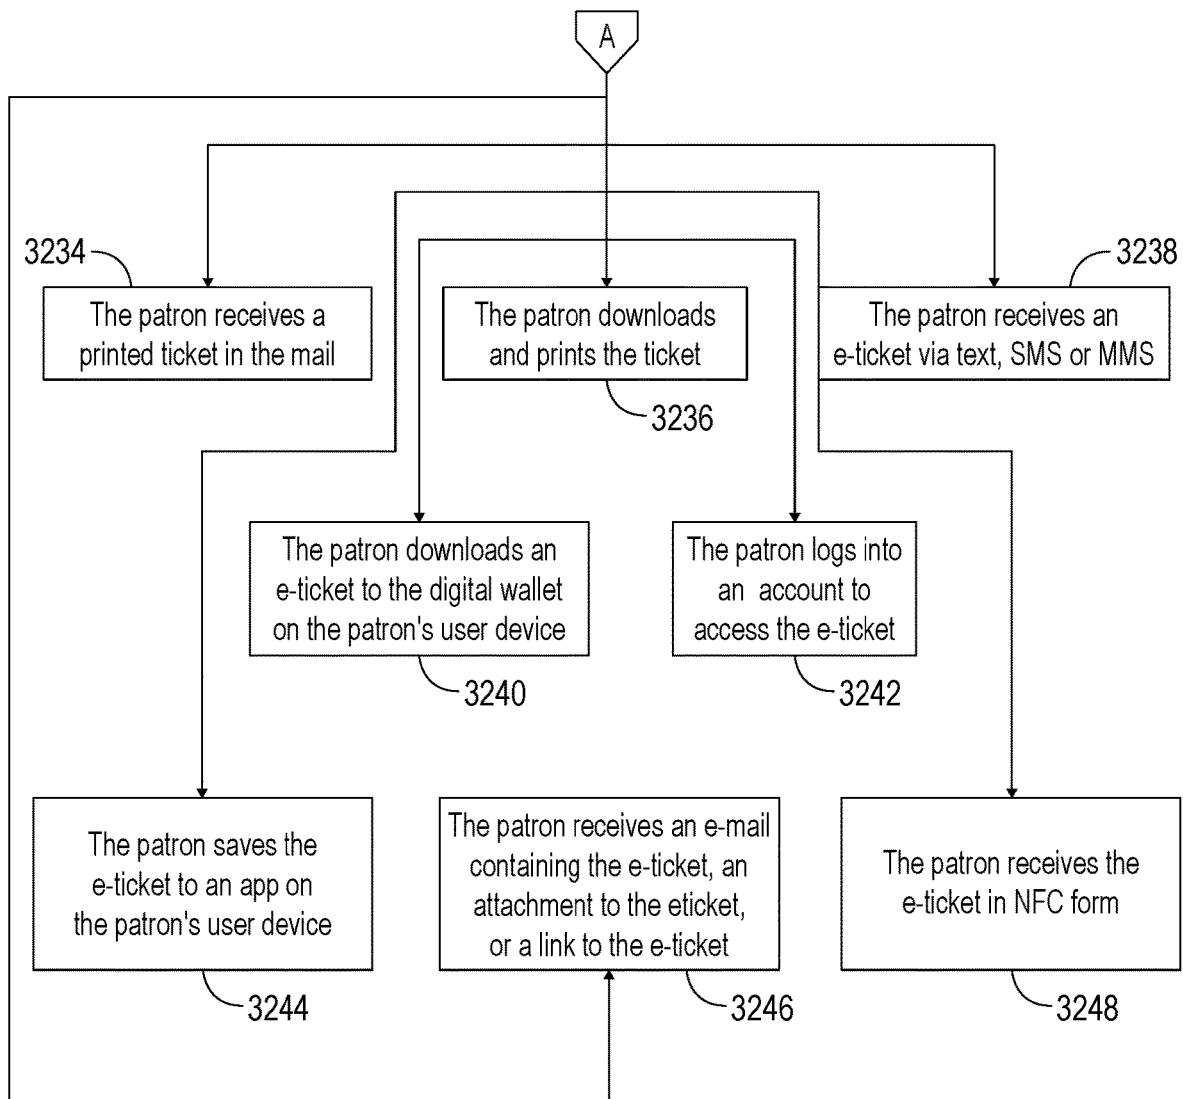 A
3234
The patron receives a
printed ticket in the mail
The patron downloads
and prints the ticket
3236
3238
The patron receives an
e-ticket via text, SMS or MMS
The patron downloads an
e-ticket to the digital wallet
on the patron's user device
3240
The patron logs into
an account to
access the e-ticket
3242
The patron saves the
e-ticket to an app on
the patron's user device
3244
The patron receives an e-mail
containing the e-ticket, an
attachment to the eticket,
or a link to the e-ticket
3246
The patron receives the
e-ticket in NFC form
3248